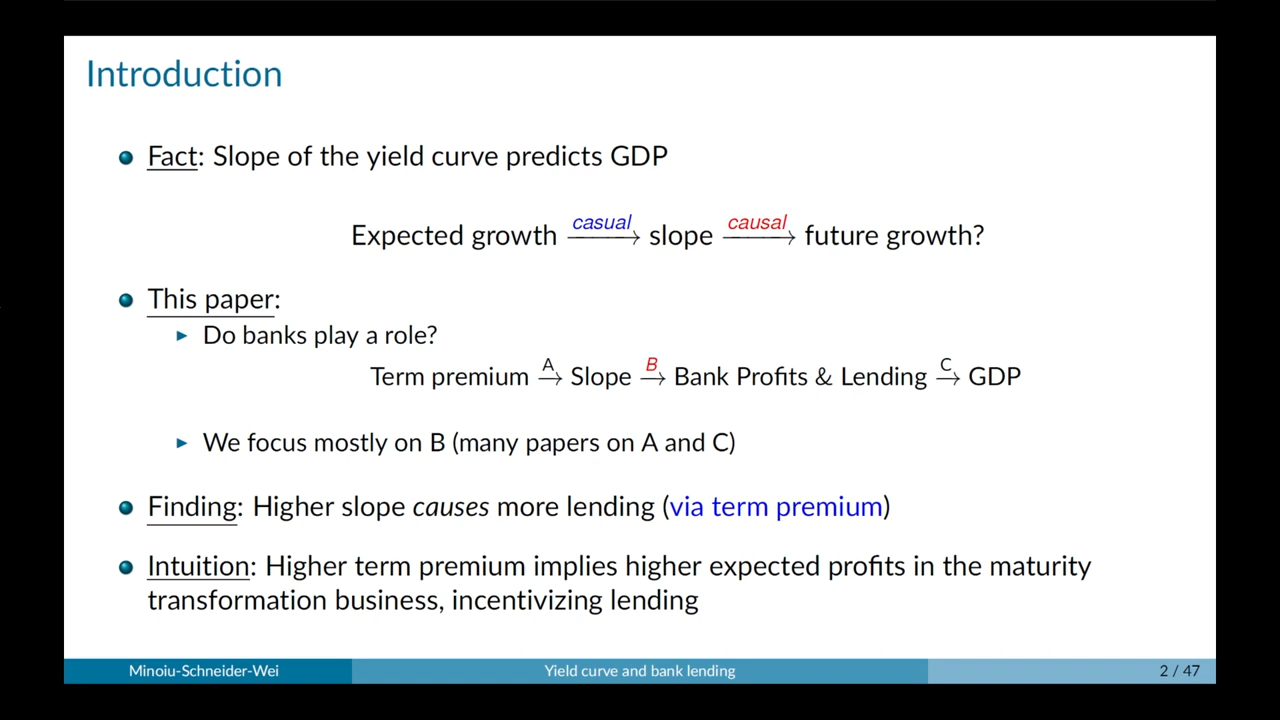 Introduction
Fact: Slope of the yield curve predicts GDP
Expected growth casual→ slope causal→ future growth?
This paper:
Do banks play a role?
Term premium A→ Slope B→ Bank Profits & Lending C→ GDP
We focus mostly on B (many papers on A and C)
Finding: Higher slope causes more lending (via term premium)
Intuition: Higher term premium implies higher expected profits in the maturity
transformation business, incentivizing lending
Minoiu-Schneider-Wei
Yield curve and bank lending
2 / 47